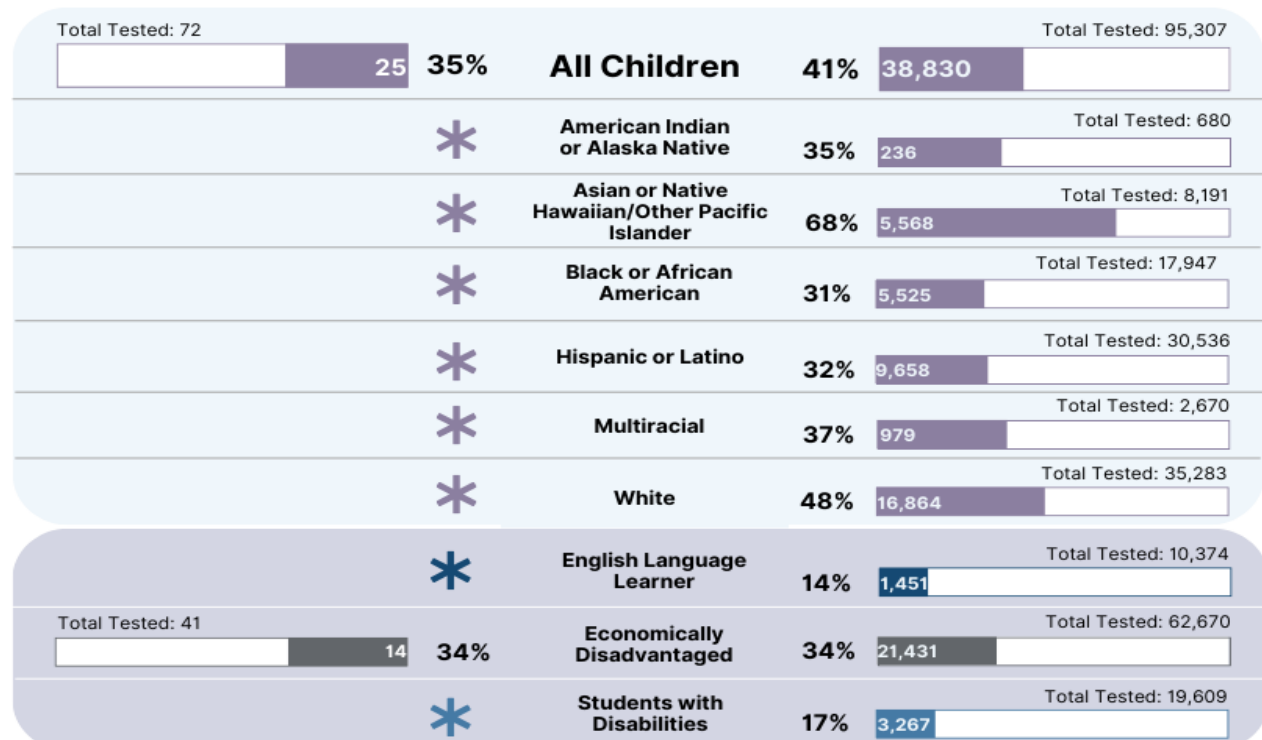 Total Tested: 72
Total Tested: 95,307
25 35% All Children 41% 38,830
* American Indian
or Alaska Native
Total Tested: 680
35% 236
* Asian or Native
Hawaiian/Other Pacific
Islander
Total Tested: 8,191
68% 5,568
* Black or African
American
Total Tested: 17,947
31% 5,525
* Hispanic or Latino
Total Tested: 30,536
32% 9,658
* Multiracial
Total Tested: 2,670
37% 979
* White
Total Tested: 35,283
48% 16,864
* English Language
Learner
Total Tested: 10,374
14% 1,451
Total Tested: 41
14 34%
Economically
Disadvantaged
Total Tested: 62,670
34% 21,431
* Students with
Disabilities
Total Tested: 19,609
17% 3,267